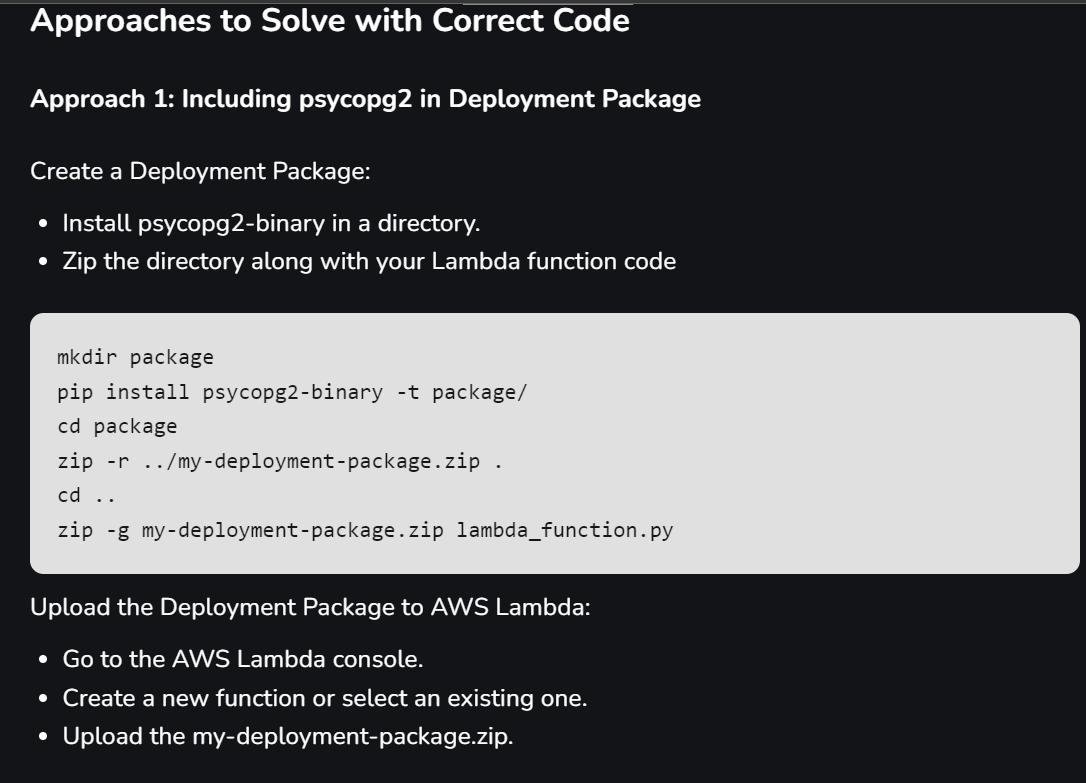 Approaches to Solve with Correct Code
Approach 1: Including psycopg2 in Deployment Package
Create a Deployment Package:
• Install psycopg2-binary in a directory.
• Zip the directory along with your Lambda function code
mkdir package
pip install psycopg2-binary -t package/
cd package
zip -r ../my-deployment-package.zip .
cd ..
zip -g my-deployment-package.zip lambda_function.py
Upload the Deployment Package to AWS Lambda:
• Go to the AWS Lambda console.
• Create a new function or select an existing one.
• Upload the my-deployment-package.zip.